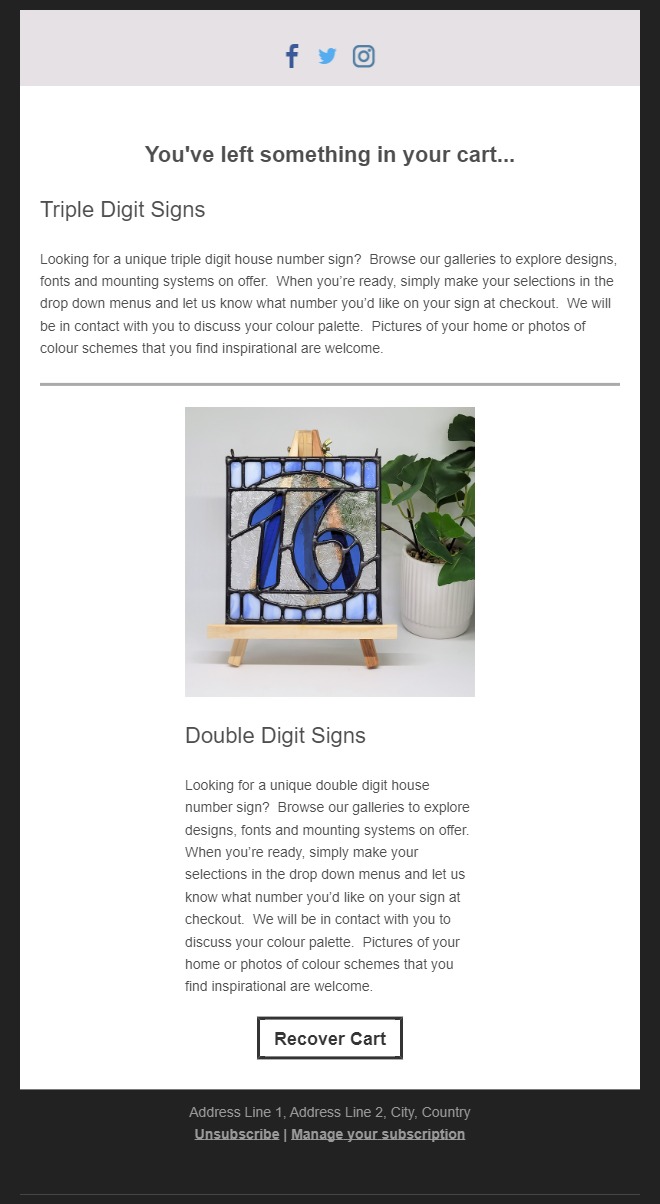 You've left something in your cart...
Triple Digit Signs
Looking for a unique triple digit house number sign?  Browse our galleries to explore designs,
fonts and mounting systems on offer.  When you’re ready, simply make your selections in the
drop down menus and let us know what number you’d like on your sign at checkout.  We will
be in contact with you to discuss your colour palette.  Pictures of your home or photos of
colour schemes that you find inspirational are welcome.
16
Double Digit Signs
Looking for a unique double digit house
number sign?  Browse our galleries to explore
designs, fonts and mounting systems on offer.
When you’re ready, simply make your
selections in the drop down menus and let us
know what number you’d like on your sign at
checkout.  We will be in contact with you to
discuss your colour palette.  Pictures of your
home or photos of colour schemes that you
find inspirational are welcome.
Recover Cart
Address Line 1, Address Line 2, City, Country
Unsubscribe | Manage your subscription